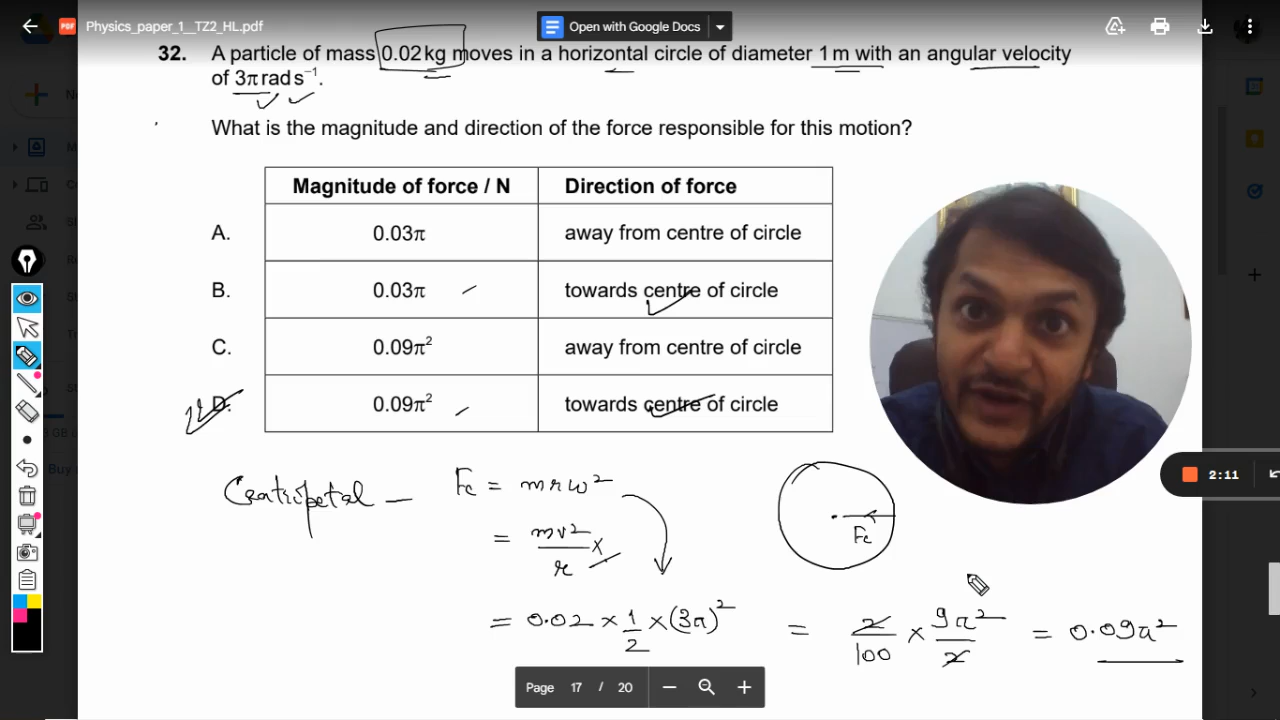 Physics_paper_1__TZ2_HL.pdf
Open with Google Docs
32. A particle of mass 0.02 kg moves in a horizontal circle of diameter 1 m with an angular velocity
of 3π rad s⁻¹.
What is the magnitude and direction of the force responsible for this motion?
Magnitude of force / N Direction of force
A. 0.03π away from centre of circle
B. 0.03π towards centre of circle
C. 0.09π² away from centre of circle
D. 0.09π² towards centre of circle
Centripetal — Fc = mrω²
= mv²/r ×
Fc
= 0.02 × 1/2 × (3π)² = 2/100 × 9π²/2 = 0.09π²
2:11
Page 17 / 20